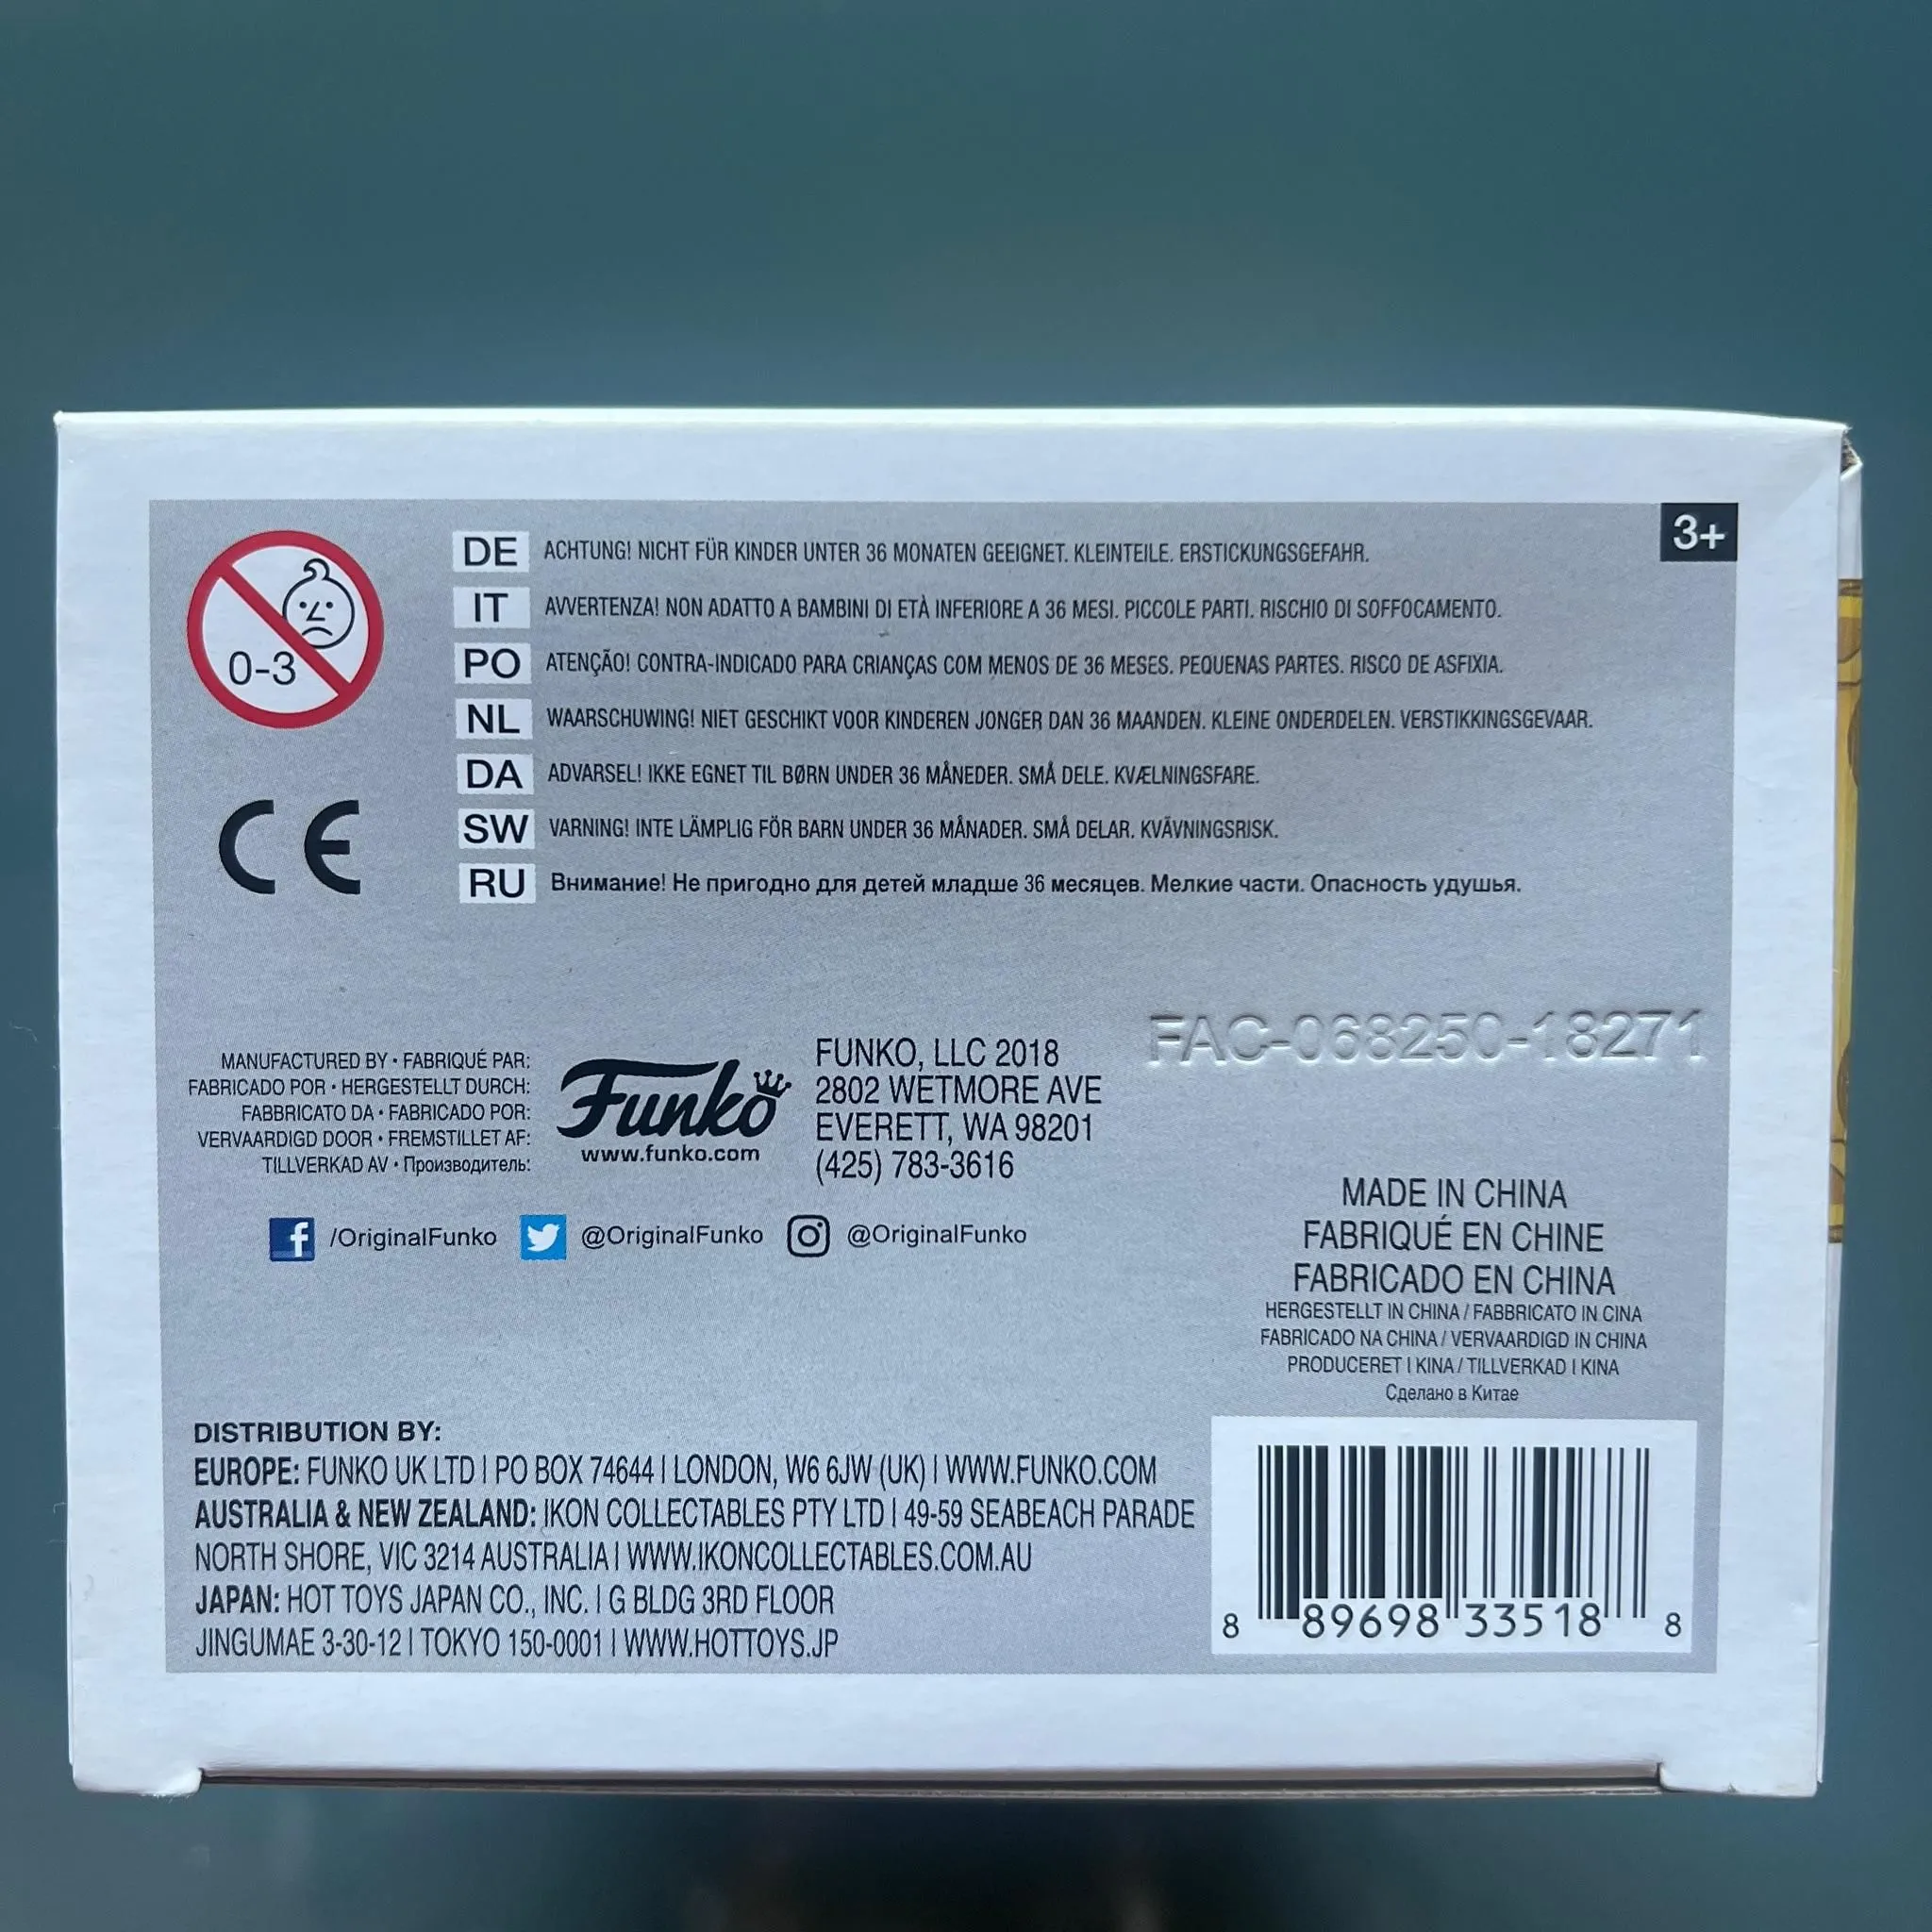 3+
0-3
DE ACHTUNG! NICHT FÜR KINDER UNTER 36 MONATEN GEEIGNET. KLEINTEILE. ERSTICKUNGSGEFAHR.
IT AVVERTENZA! NON ADATTO A BAMBINI DI ETÀ INFERIORE A 36 MESI. PICCOLE PARTI. RISCHIO DI SOFFOCAMENTO.
PO ATENÇÃO! CONTRA-INDICADO PARA CRIANÇAS COM MENOS DE 36 MESES. PEQUENAS PARTES. RISCO DE ASFIXIA.
NL WAARSCHUWING! NIET GESCHIKT VOOR KINDEREN JONGER DAN 36 MAANDEN. KLEINE ONDERDELEN. VERSTIKKINGSGEVAAR.
DA ADVARSEL! IKKE EGNET TIL BØRN UNDER 36 MÅNEDER. SMÅ DELE. KVÆLNINGSFARE.
SW VARNING! INTE LÄMPLIG FÖR BARN UNDER 36 MÅNADER. SMÅ DELAR. KVÄVNINGSRISK.
RU Внимание! Не пригодно для детей младше 36 месяцев. Мелкие части. Опасность удушья.
CE
MANUFACTURED BY • FABRIQUÉ PAR:
FABRICADO POR • HERGESTELLT DURCH:
FABBRICATO DA • FABRICADO POR:
VERVAARDIGD DOOR • FREMSTILLET AF:
TILLVERKAD AV • Производитель:
Funko
www.funko.com
FUNKO, LLC 2018
2802 WETMORE AVE
EVERETT, WA 98201
(425) 783-3616
FAC-068250-18271
/OriginalFunko @OriginalFunko @OriginalFunko
MADE IN CHINA
FABRIQUÉ EN CHINE
FABRICADO EN CHINA
HERGESTELLT IN CHINA / FABBRICATO IN CINA
FABRICADO NA CHINA / VERVAARDIGD IN CHINA
PRODUCERET I KINA / TILLVERKAD I KINA
Сделано в Китае
DISTRIBUTION BY:
EUROPE: FUNKO UK LTD | PO BOX 74644 | LONDON, W6 6JW (UK) | WWW.FUNKO.COM
AUSTRALIA & NEW ZEALAND: IKON COLLECTABLES PTY LTD | 49-59 SEABEACH PARADE
NORTH SHORE, VIC 3214 AUSTRALIA | WWW.IKONCOLLECTABLES.COM.AU
JAPAN: HOT TOYS JAPAN CO., INC. | G BLDG 3RD FLOOR
JINGUMAE 3-30-12 | TOKYO 150-0001 | WWW.HOTTOYS.JP
8 89698 33518 8